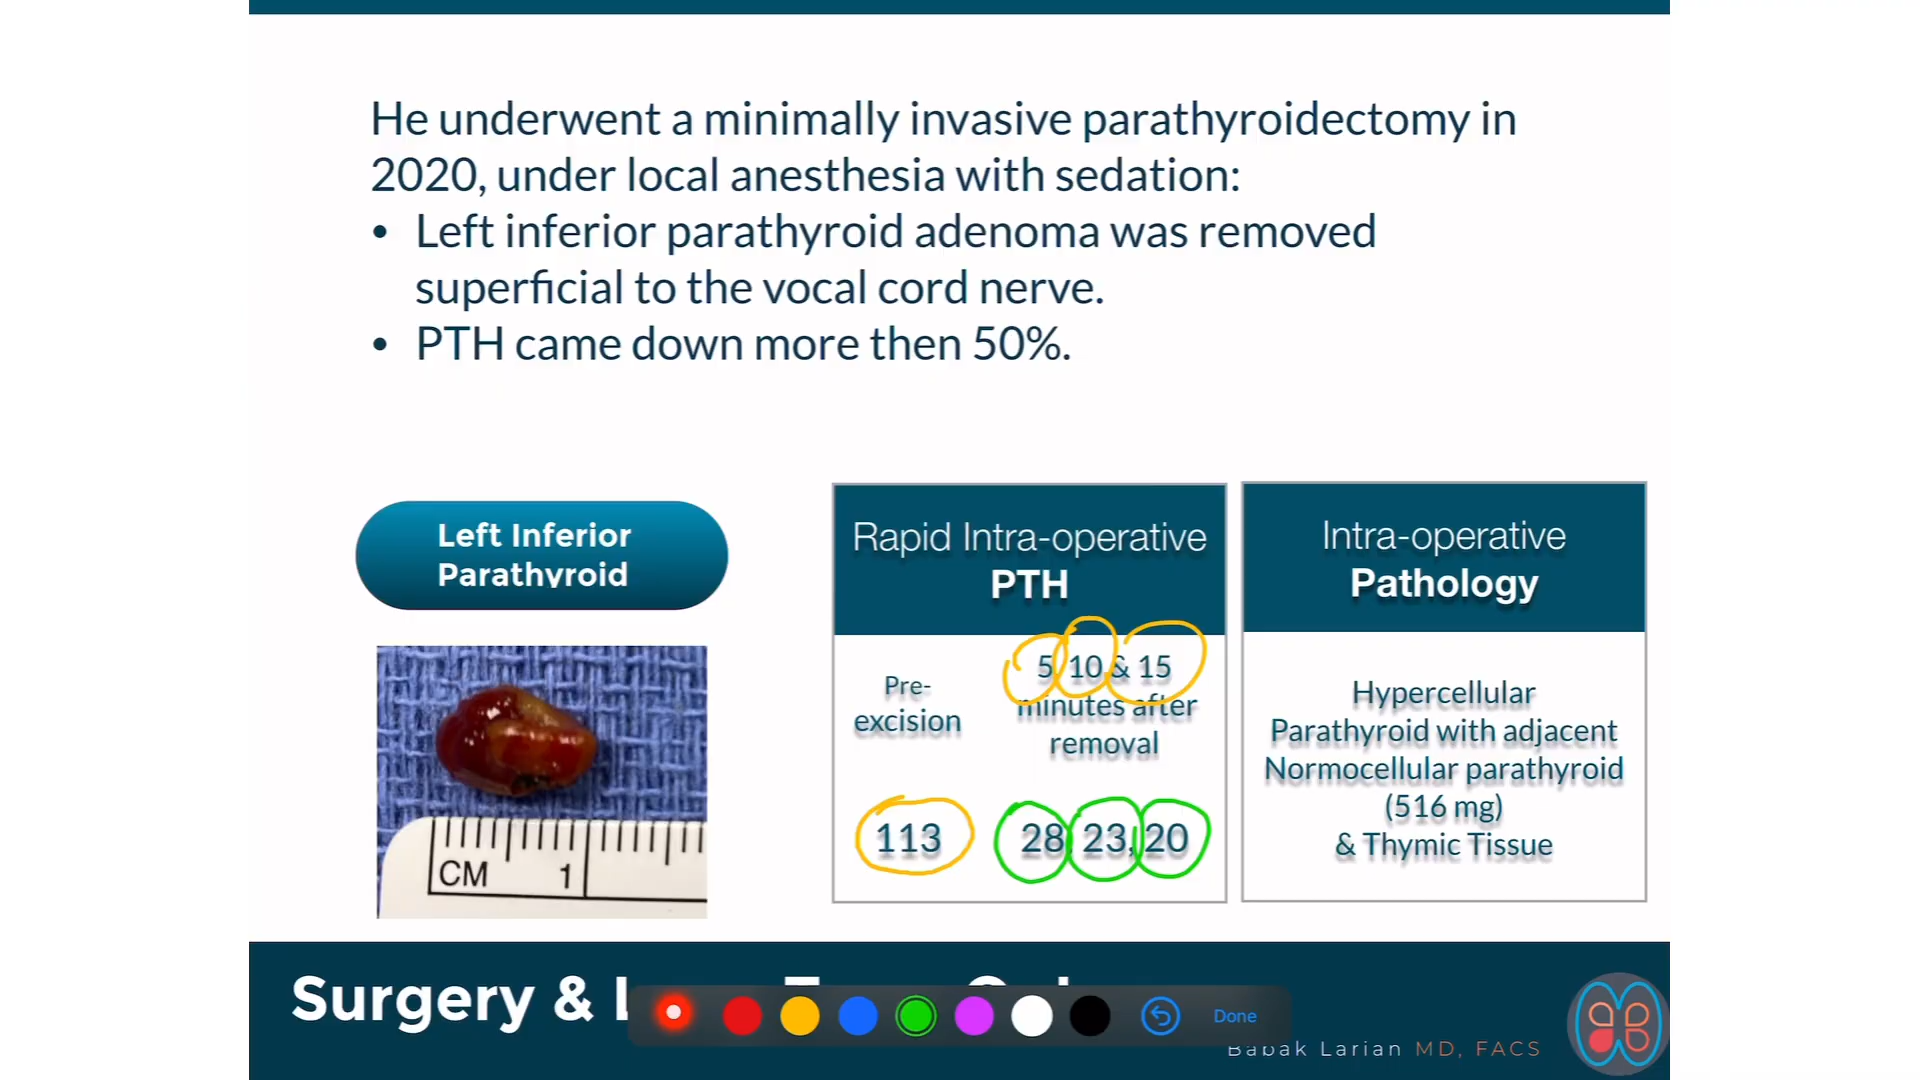 He underwent a minimally invasive parathyroidectomy in
2020, under local anesthesia with sedation:
• Left inferior parathyroid adenoma was removed
superficial to the vocal cord nerve.
• PTH came down more then 50%.
Left Inferior
Parathyroid
CM 1
Rapid Intra-operative
PTH
Pre-
excision
5, 10 & 15
minutes after
removal
113
28, 23, 20
Intra-operative
Pathology
Hypercellular
Parathyroid with adjacent
Normocellular parathyroid
(516 mg)
& Thymic Tissue
Surgery &
Done
Babak Larian MD, FACS